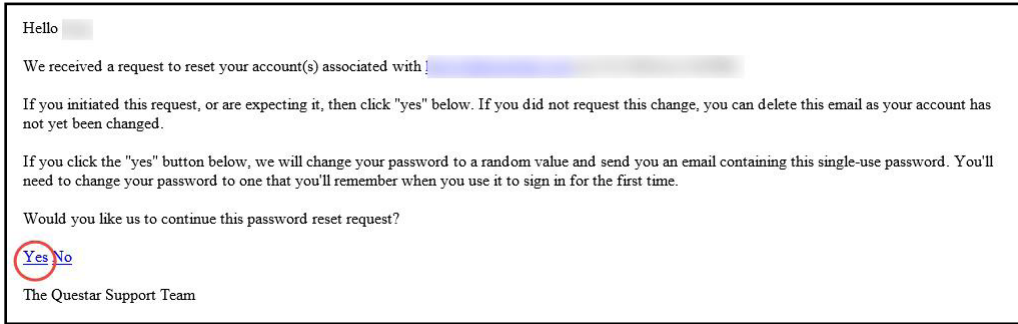 Hello
We received a request to reset your account(s) associated with
If you initiated this request, or are expecting it, then click "yes" below. If you did not request this change, you can delete this email as your account has
not yet been changed.
If you click the "yes" button below, we will change your password to a random value and send you an email containing this single-use password. You'll
need to change your password to one that you'll remember when you use it to sign in for the first time.
Would you like us to continue this password reset request?
Yes No
The Questar Support Team